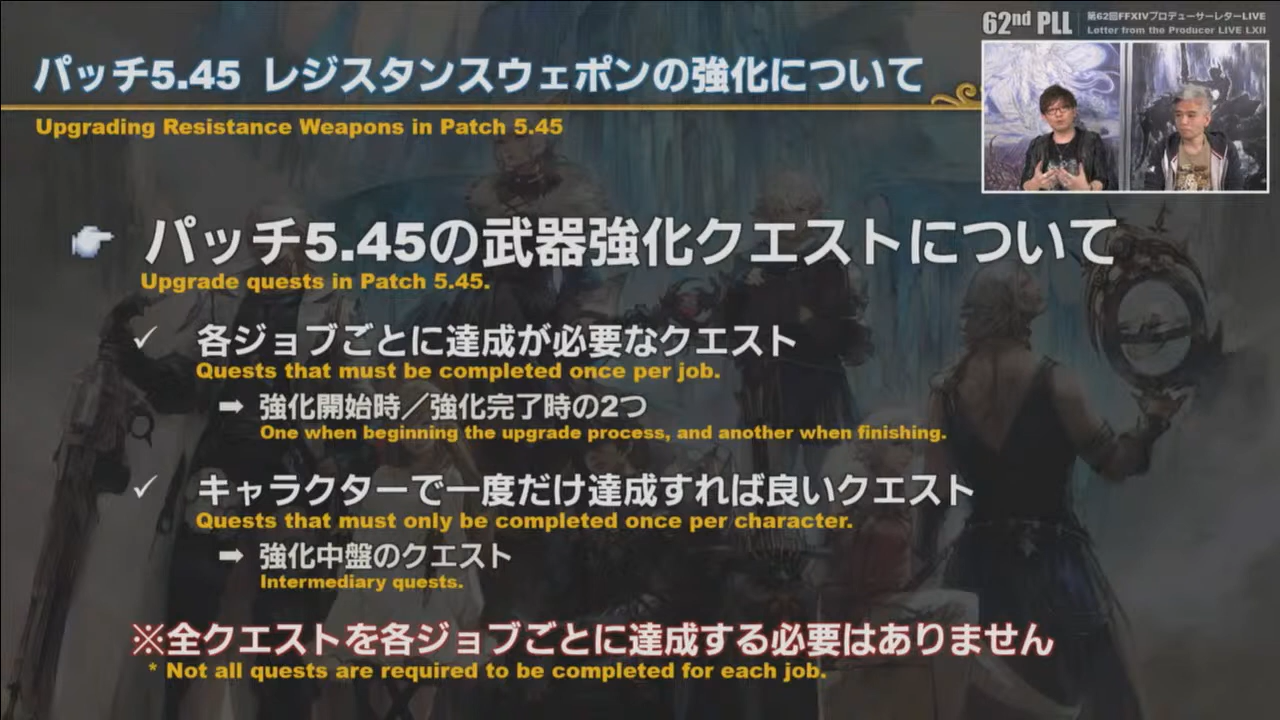 62nd PLL
第62回FFXIVプロデューサーレターLIVE
Letter from the Producer LIVE LXII
パッチ5.45 レジスタンスウェポンの強化について
Upgrading Resistance Weapons in Patch 5.45
パッチ5.45の武器強化クエストについて
Upgrade quests in Patch 5.45.
✓ 各ジョブごとに達成が必要なクエスト
Quests that must be completed once per job.
➡ 強化開始時／強化完了時の2つ
One when beginning the upgrade process, and another when finishing.
✓ キャラクターで一度だけ達成すれば良いクエスト
Quests that must only be completed once per character.
➡ 強化中盤のクエスト
Intermediary quests.
※全クエストを各ジョブごとに達成する必要はありません
* Not all quests are required to be completed for each job.